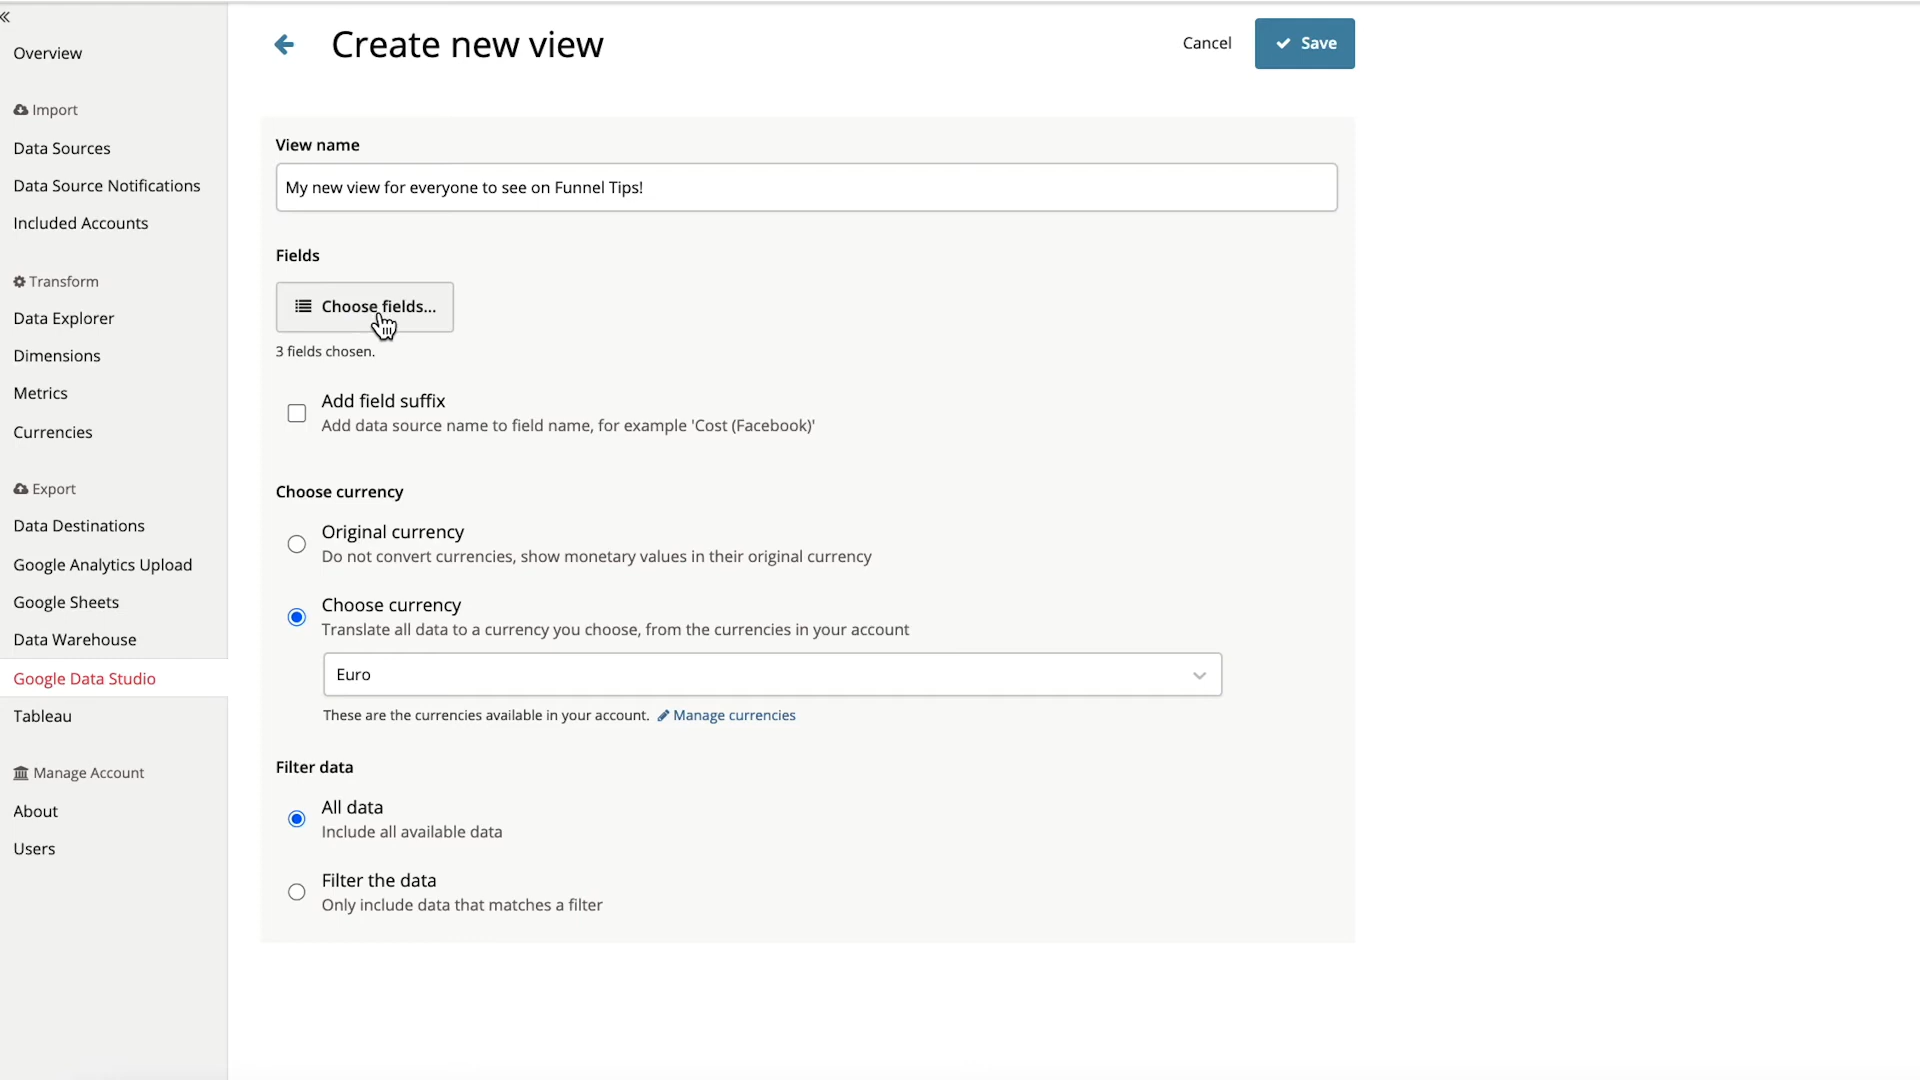 Create new view
Cancel
Save
Overview
Import
Data Sources
Data Source Notifications
Included Accounts
Transform
Data Explorer
Dimensions
Metrics
Currencies
Export
Data Destinations
Google Analytics Upload
Google Sheets
Data Warehouse
Google Data Studio
Tableau
Manage Account
About
Users
View name
My new view for everyone to see on Funnel Tips!
Fields
Choose fields...
3 fields chosen.
Add field suffix
Add data source name to field name, for example 'Cost (Facebook)'
Choose currency
Original currency
Do not convert currencies, show monetary values in their original currency
Choose currency
Translate all data to a currency you choose, from the currencies in your account
Euro
These are the currencies available in your account. Manage currencies
Filter data
All data
Include all available data
Filter the data
Only include data that matches a filter